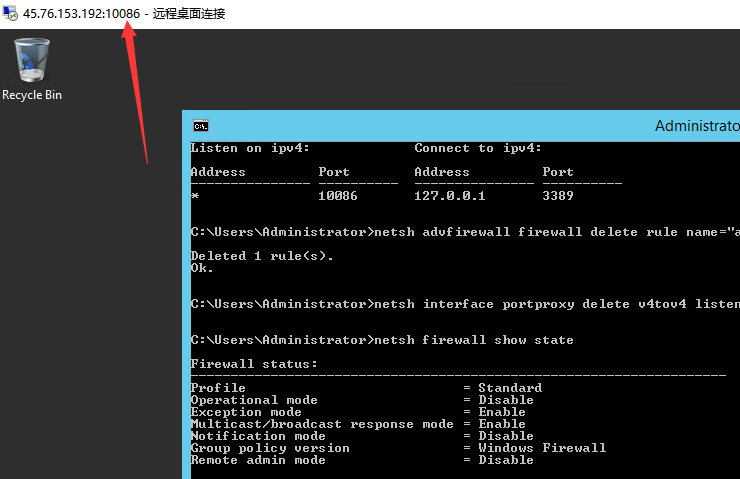 45.76.153.192:10086 - 远程桌面连接
Recycle Bin
Administrato
Listen on ipv4:             Connect to ipv4:
Address         Port        Address         Port
--------------- ----------  --------------- ----------
*               10086       127.0.0.1       3389
C:\Users\Administrator>netsh advfirewall firewall delete rule name="a
Deleted 1 rule(s).
Ok.
C:\Users\Administrator>netsh interface portproxy delete v4tov4 listen
C:\Users\Administrator>netsh firewall show state
Firewall status:
-------------------------------------------------------------------
Profile                           = Standard
Operational mode                  = Disable
Exception mode                    = Enable
Multicast/broadcast response mode = Enable
Notification mode                 = Disable
Group policy version              = Windows Firewall
Remote admin mode                 = Disable